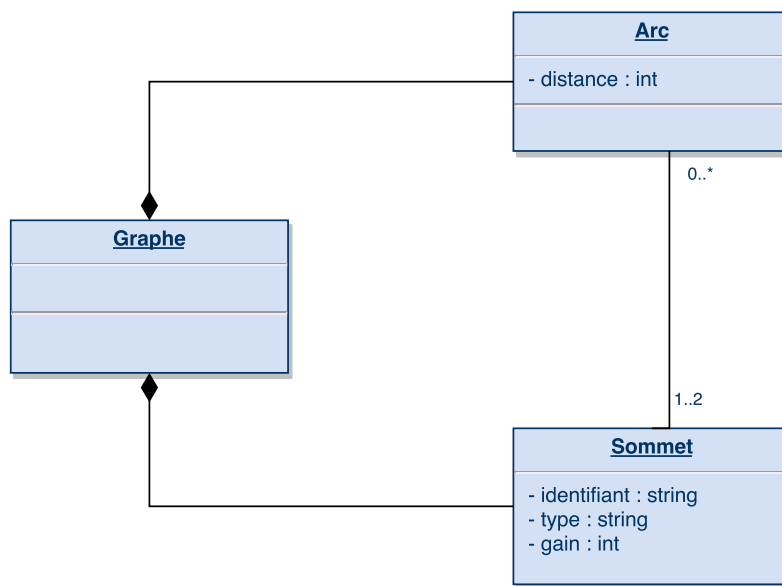 Arc
- distance : int
0..*
Graphe
1..2
Sommet
- identifiant : string
- type : string
- gain : int